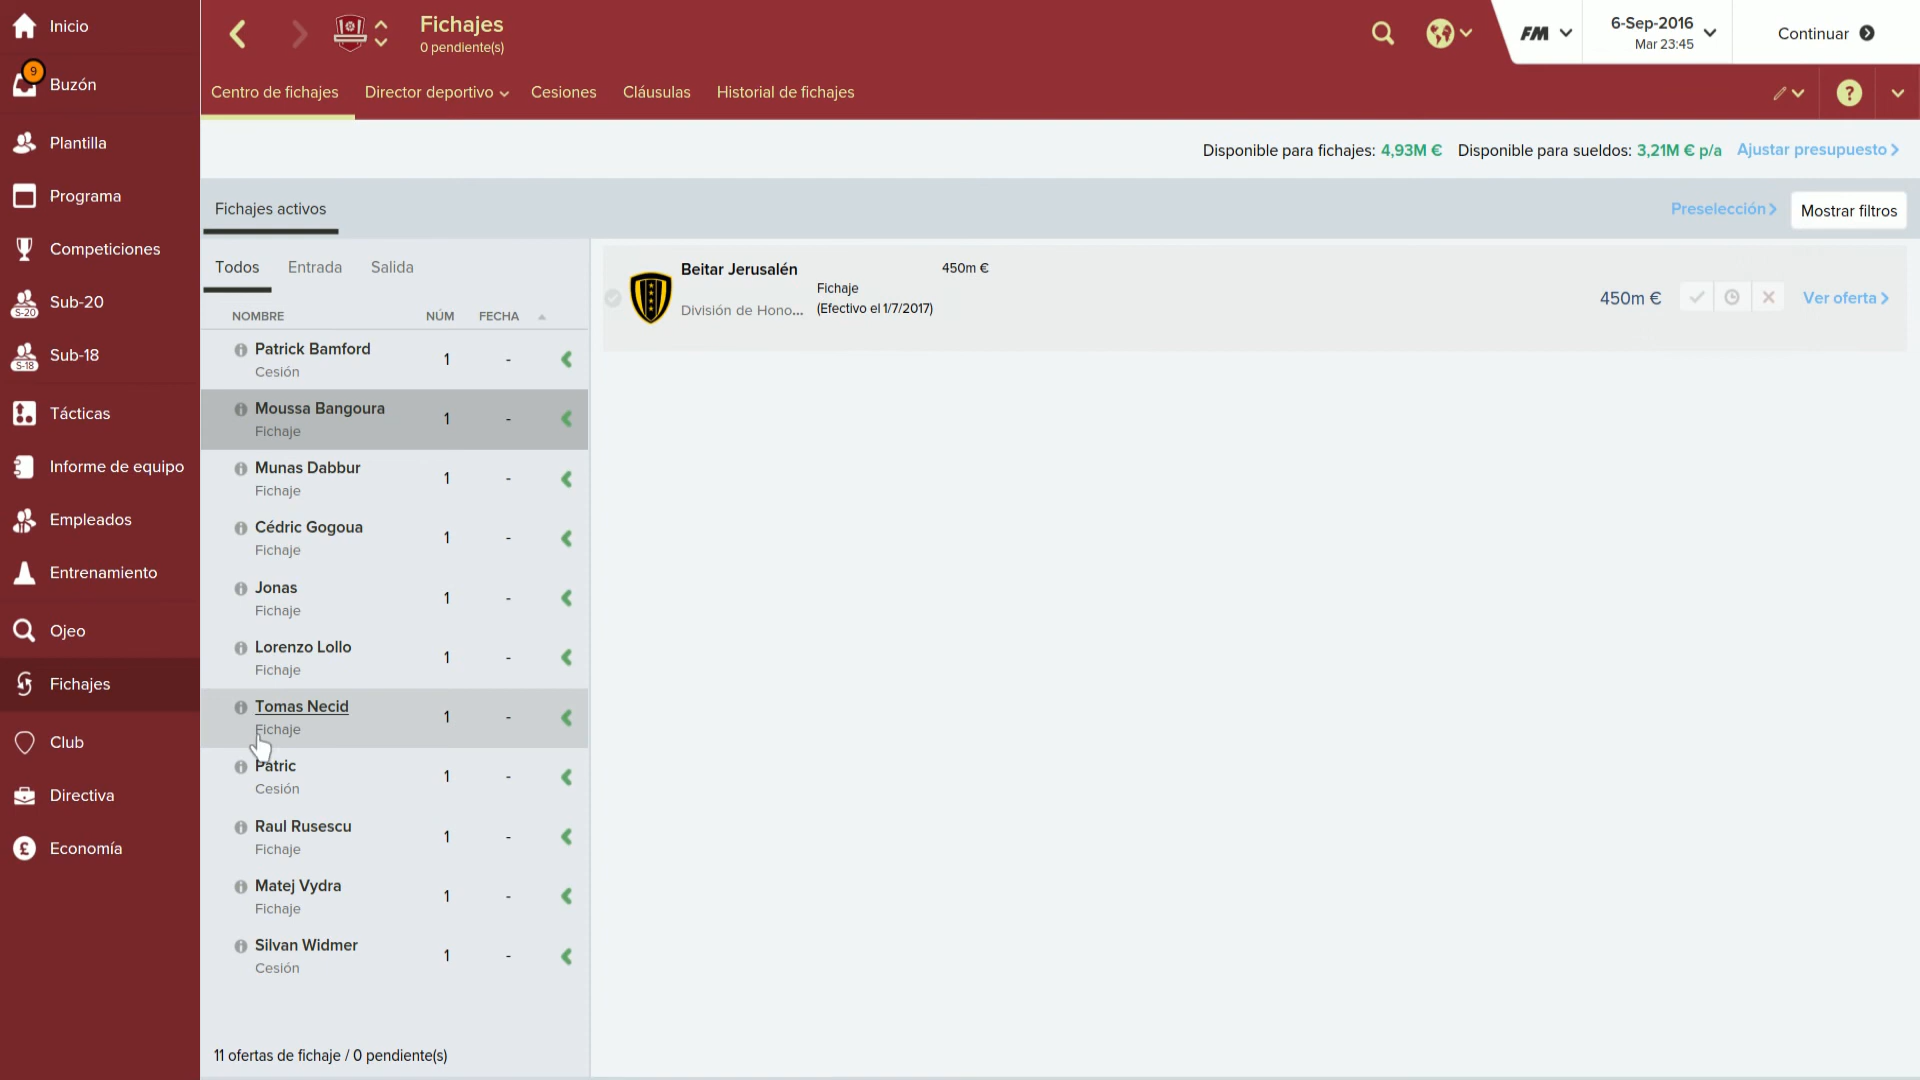 Inicio
9
Buzón
Plantilla
Programa
Competiciones
S-20
Sub-20
S-18
Sub-18
Tácticas
Informe de equipo
Empleados
Entrenamiento
Ojeo
Fichajes
Club
Directiva
Economía
Fichajes
0 pendiente(s)
FM
6-Sep-2016
Mar 23:45
Continuar
Centro de fichajes
Director deportivo
Cesiones
Cláusulas
Historial de fichajes
?
Disponible para fichajes: 4,93M € Disponible para sueldos: 3,21M € p/a Ajustar presupuesto
Fichajes activos
Preselección
Mostrar filtros
Todos
Entrada
Salida
NOMBRE NÚM FECHA
Patrick Bamford 1 -
Cesión
Moussa Bangoura 1 -
Fichaje
Munas Dabbur 1 -
Fichaje
Cédric Gogoua 1 -
Fichaje
Jonas 1 -
Fichaje
Lorenzo Lollo 1 -
Fichaje
Tomas Necid 1 -
Fichaje
Patric 1 -
Cesión
Raul Rusescu 1 -
Fichaje
Matej Vydra 1 -
Fichaje
Silvan Widmer 1 -
Cesión
11 ofertas de fichaje / 0 pendiente(s)
Beitar Jerusalén
División de Hono...
Fichaje
(Efectivo el 1/7/2017)
450m €
450m €
Ver oferta